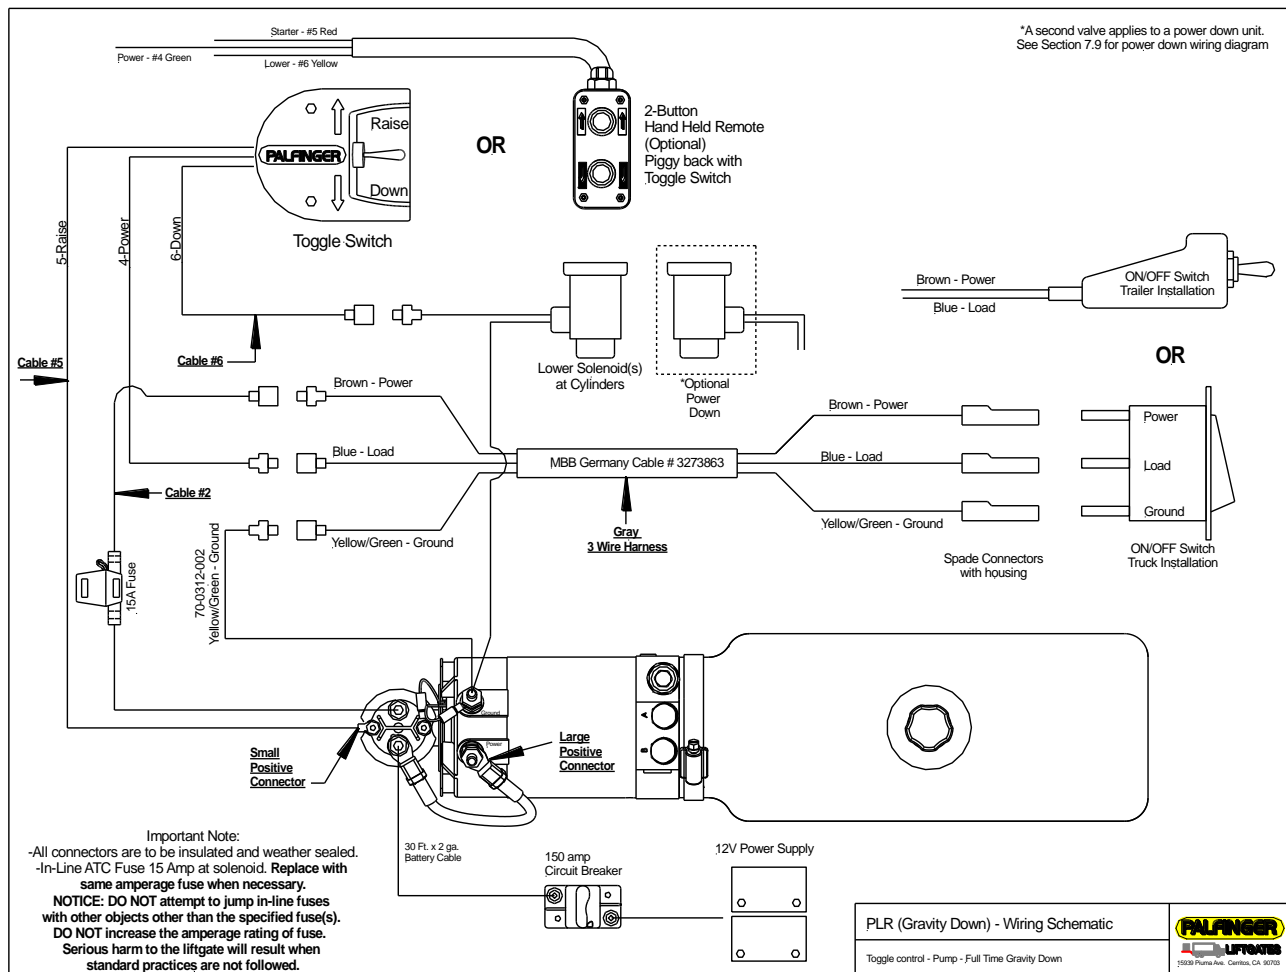 Starter - #5 Red
Power - #4 Green
Lower - #6 Yellow
*A second valve applies to a power down unit.
See Section 7.9 for power down wiring diagram
Raise
PALFINGER
Down
Toggle Switch
OR
2-Button
Hand Held Remote
(Optional)
Piggy back with
Toggle Switch
5-Raise
4-Power
6-Down
Cable #5
Cable #6
Lower Solenoid(s)
at Cylinders
*Optional
Power
Down
Brown - Power
Blue - Load
ON/OFF Switch
Trailer Installation
OR
Brown - Power
Blue - Load
Yellow/Green - Ground
Cable #2
MBB Germany Cable # 3273863
Gray
3 Wire Harness
Brown - Power
Blue - Load
Yellow/Green - Ground
Spade Connectors
with housing
Power
Load
Ground
ON/OFF Switch
Truck Installation
15A Fuse
70-0312-002
Yellow/Green - Ground
Ground
Power
A
B
Small
Positive
Connector
Large
Positive
Connector
Important Note:
-All connectors are to be insulated and weather sealed.
-In-Line ATC Fuse 15 Amp at solenoid. Replace with
same amperage fuse when necessary.
NOTICE: DO NOT attempt to jump in-line fuses
with other objects other than the specified fuse(s).
DO NOT increase the amperage rating of fuse.
Serious harm to the liftgate will result when
standard practices are not followed.
30 Ft. x 2 ga.
Battery Cable
150 amp
Circuit Breaker
12V Power Supply
PLR (Gravity Down) - Wiring Schematic
Toggle control - Pump - Full Time Gravity Down
PALFINGER
LIFTGATES
15939 Piuma Ave. Cerritos, CA 90703